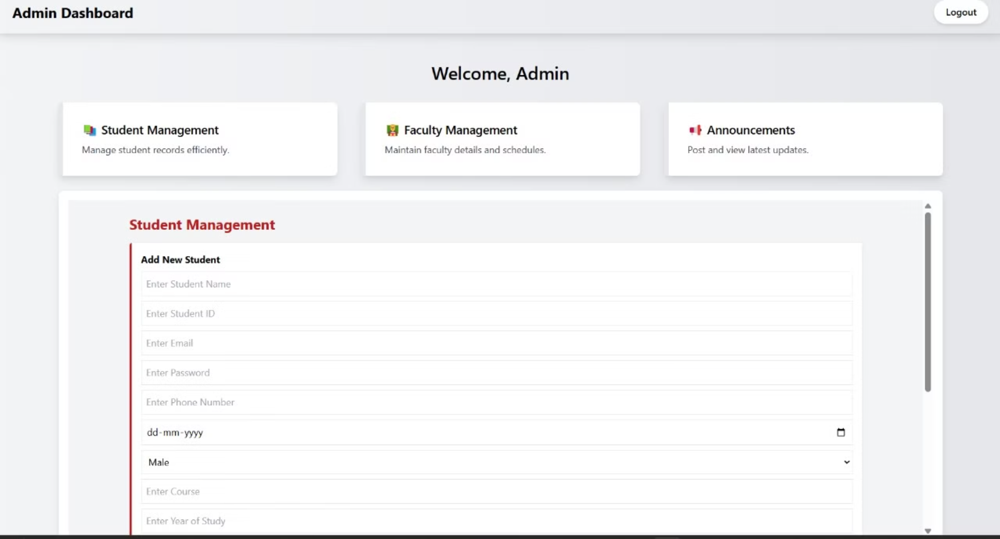 Admin Dashboard
Logout
Welcome, Admin
Student Management
Manage student records efficiently.
Faculty Management
Maintain faculty details and schedules.
Announcements
Post and view latest updates.
Student Management
Add New Student
Enter Student Name
Enter Student ID
Enter Email
Enter Password
Enter Phone Number
dd-mm-yyyy
Male
Enter Course
Enter Year of Study